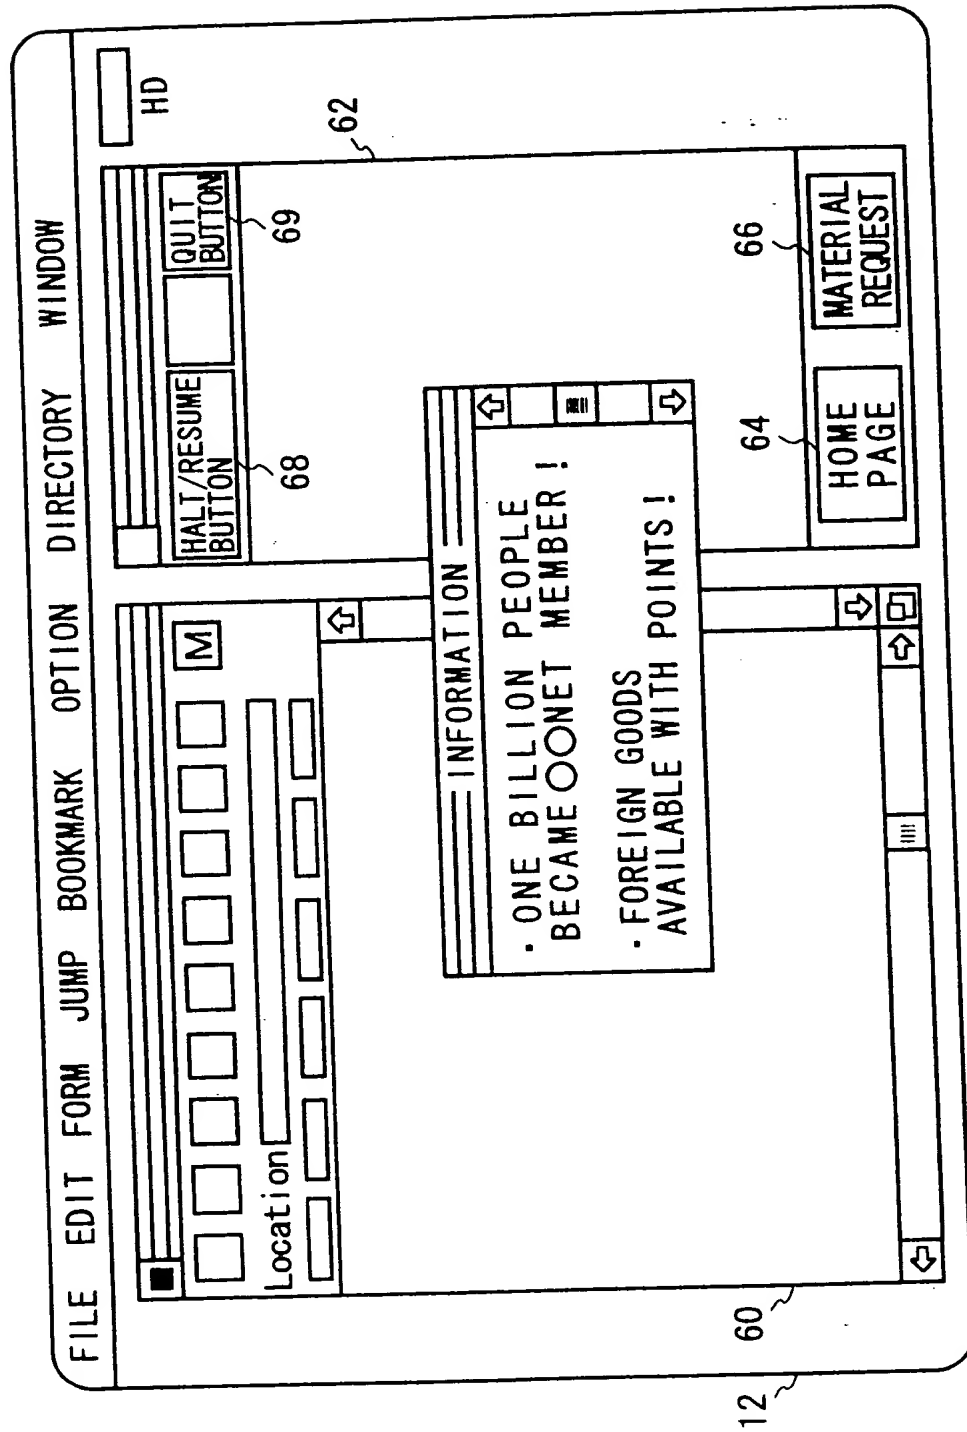 FILE EDIT FORM JUMP BOOKMARK OPTION DIRECTORY WINDOW
HD
M
Location
HALT/RESUME
BUTTON
QUIT
BUTTON
68
69
62
INFORMATION
・ONE BILLION PEOPLE
BECAME ○○NET MEMBER!
・FOREIGN GOODS
AVAILABLE WITH POINTS!
64
66
HOME
PAGE
MATERIAL
REQUEST
60
12